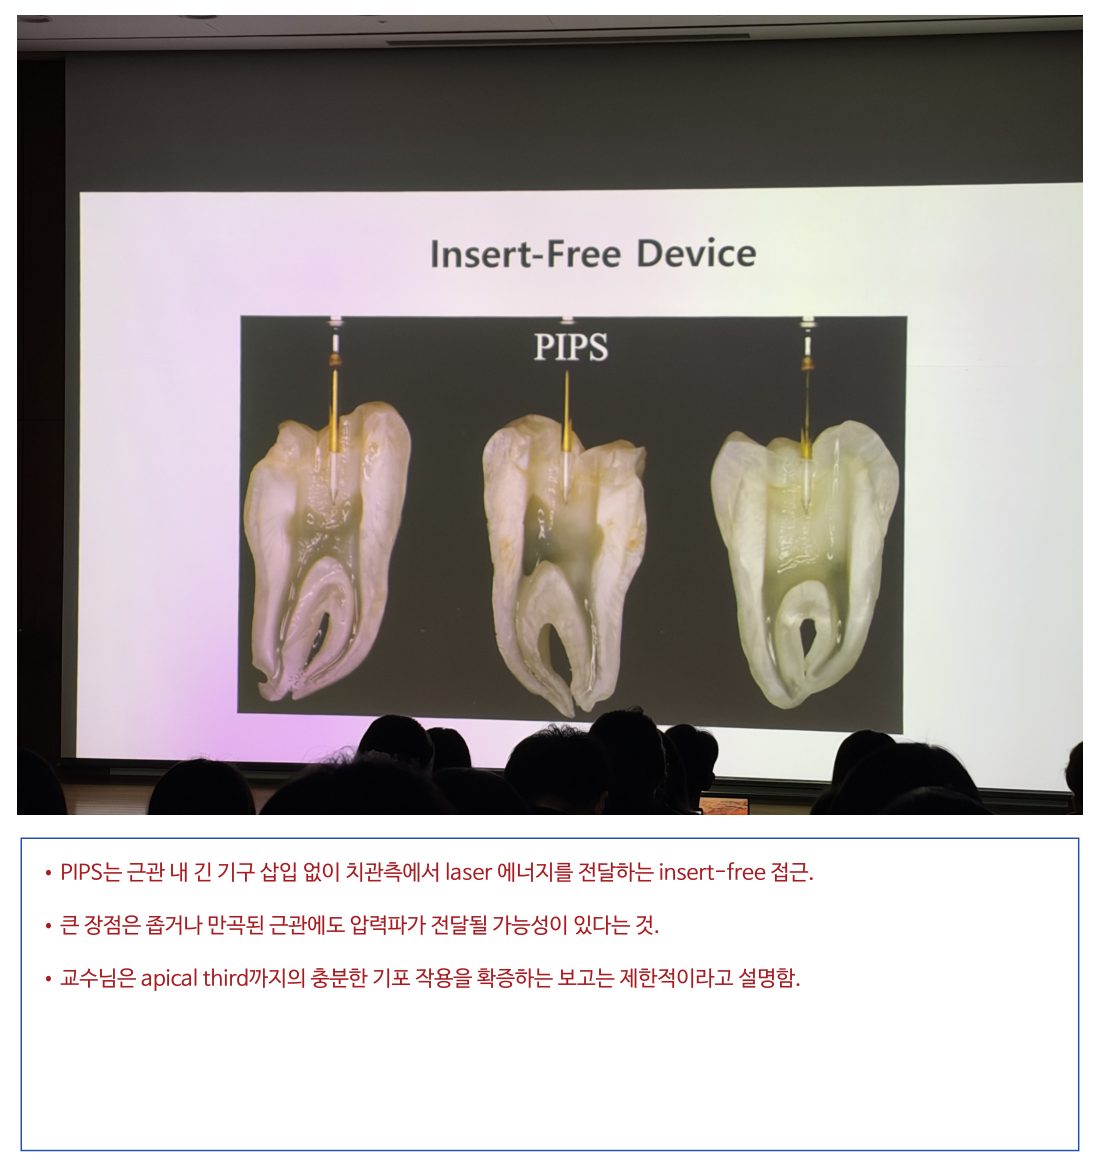 Insert-Free Device
PIPS
• PIPS는 근관 내 긴 기구 삽입 없이 치관측에서 laser 에너지를 전달하는 insert-free 접근.
• 큰 장점은 좁거나 만곡된 근관에도 압력파가 전달될 가능성이 있다는 것.
• 교수님은 apical third까지의 충분한 기포 작용을 확증하는 보고는 제한적이라고 설명함.